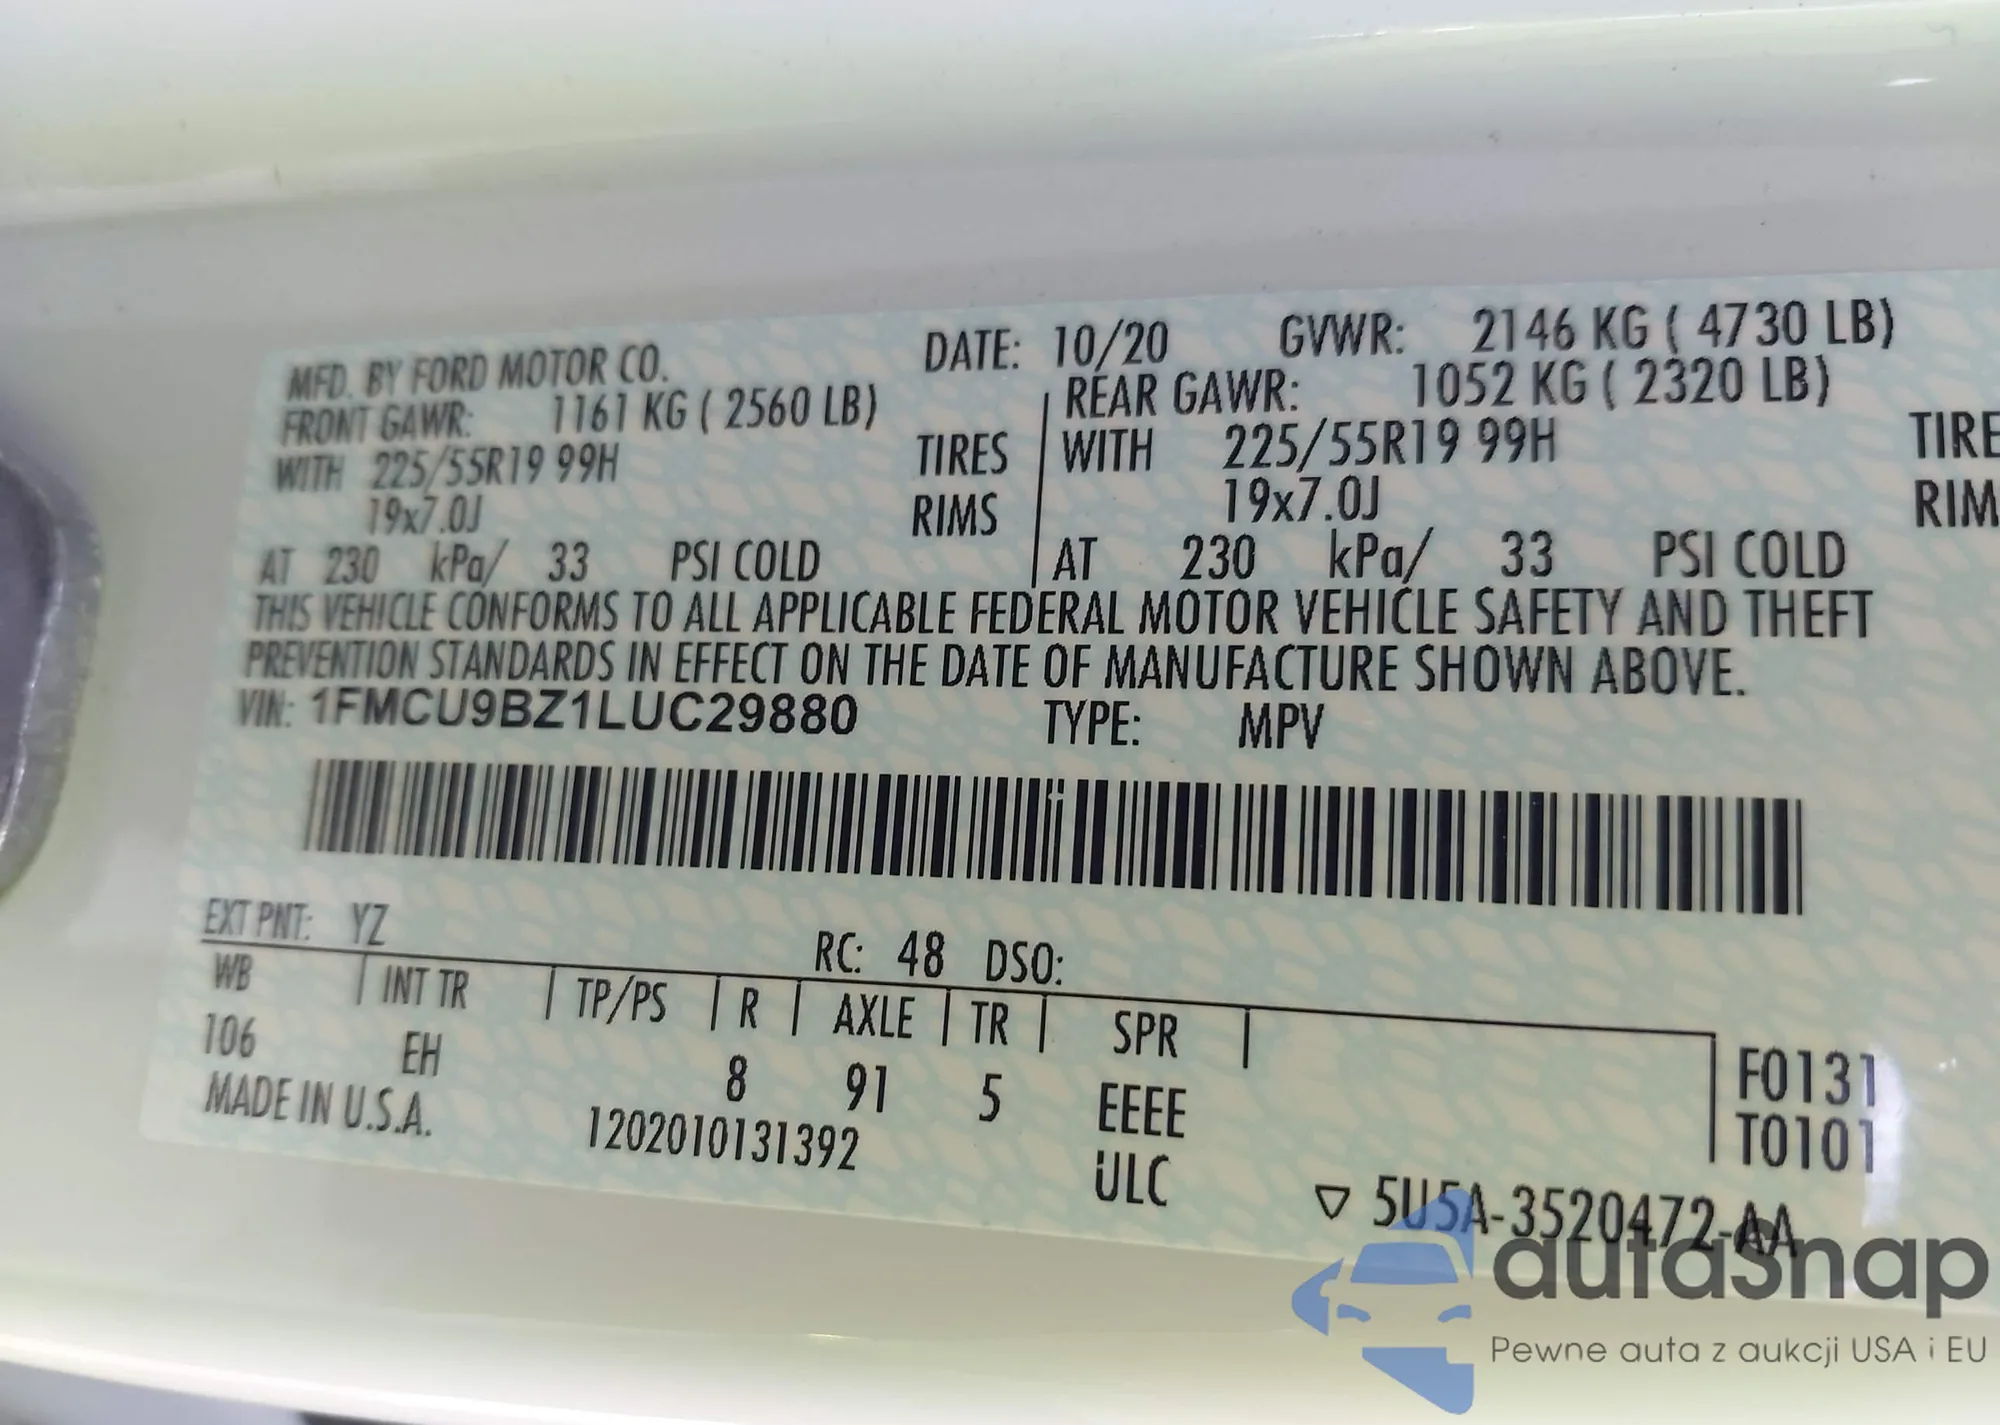 MFD. BY FORD MOTOR CO. DATE: 10/20 GVWR: 2146 KG ( 4730 LB)
FRONT GAWR: 1161 KG ( 2560 LB) REAR GAWR: 1052 KG ( 2320 LB)
WITH 225/55R19 99H TIRES WITH 225/55R19 99H TIRE
19x7.0J RIMS 19x7.0J RIM
AT 230 kPa/ 33 PSI COLD AT 230 kPa/ 33 PSI COLD
THIS VEHICLE CONFORMS TO ALL APPLICABLE FEDERAL MOTOR VEHICLE SAFETY AND THEFT
PREVENTION STANDARDS IN EFFECT ON THE DATE OF MANUFACTURE SHOWN ABOVE.
VIN: 1FMCU9BZ1LUC29880 TYPE: MPV
EXT PNT: YZ RC: 48 DSO:
WB INT TR TP/PS R AXLE TR SPR
106 EH 8 91 5 EEEE F0131
MADE IN U.S.A. 1202010131392 ULC T0101
▽ 5U5A-3520472-AA
autasnap
Pewne auta z aukcji USA i EU